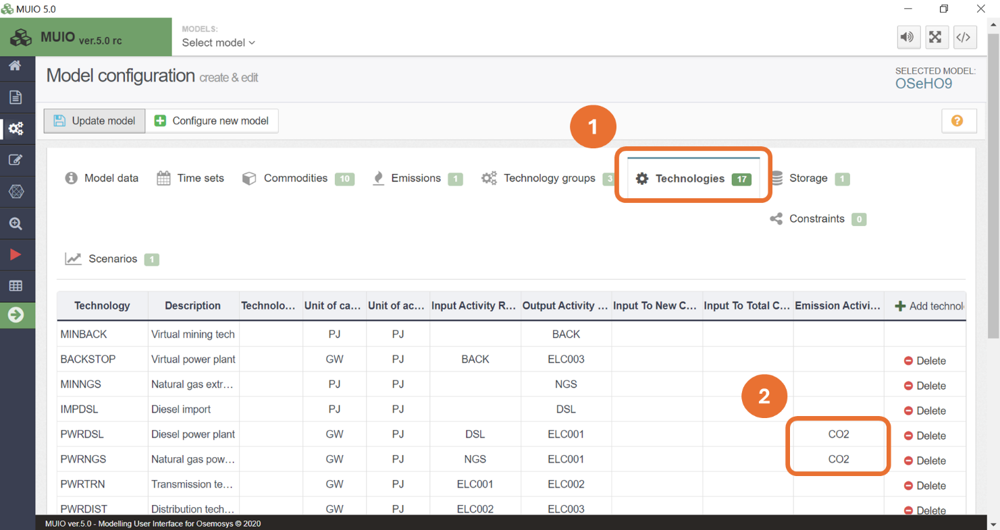 MUIO 5.0
MUIO ver.5.0 rc
MODELS:
Select model
Model configuration create & edit
SELECTED MODEL:
OSeHO9
Update model
Configure new model
1
Model data
Time sets
Commodities 10
Emissions 1
Technology groups 3
Technologies 17
Storage 1
Constraints 0
Scenarios 1
Technology Description Technolo... Unit of ca... Unit of ac... Input Activity R... Output Activity ... Input To New C... Input To Total C... Emission Activi... Add technol
MINBACK Virtual mining tech PJ PJ BACK
BACKSTOP Virtual power plant GW PJ BACK ELC003 Delete
MINNGS Natural gas extr... PJ PJ NGS Delete
2
IMPDSL Diesel import PJ PJ DSL Delete
PWRDSL Diesel power plant GW PJ DSL ELC001 CO2 Delete
PWRNGS Natural gas pow... GW PJ NGS ELC001 CO2 Delete
PWRTRN Transmission te... GW PJ ELC001 ELC002 Delete
PWRDIST Distribution tech... GW PJ ELC002 ELC003 Delete
MUIO ver.5.0 - Modelling User Interface for Osemosys © 2020